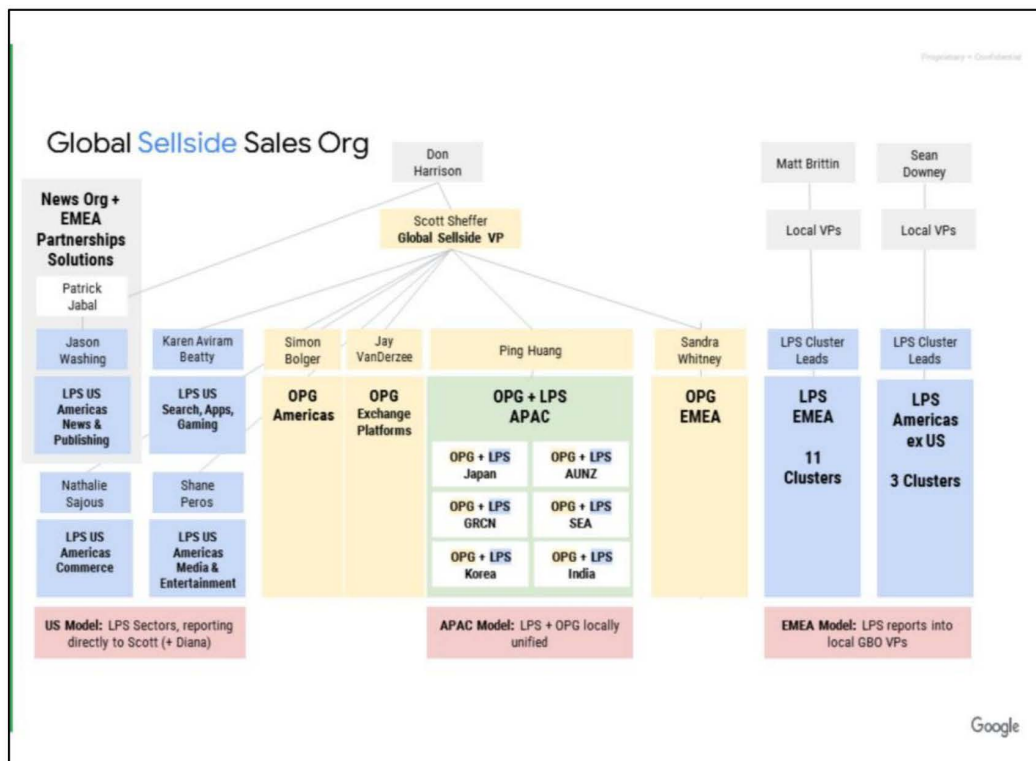 Proprietary + Confidential
Global Sellside Sales Org
Don
Harrison
Matt Brittin
Sean
Downey
News Org +
EMEA
Partnerships
Solutions
Scott Sheffer
Global Sellside VP
Local VPs
Local VPs
Patrick
Jabal
Jason
Washing
Karen Aviram
Beatty
Simon
Bolger
Jay
VanDerzee
Ping Huang
Sandra
Whitney
LPS Cluster
Leads
LPS Cluster
Leads
LPS US
Americas
News &
Publishing
LPS US
Search, Apps,
Gaming
OPG
Americas
OPG
Exchange
Platforms
OPG + LPS
APAC
OPG + LPS
Japan
OPG + LPS
AUNZ
OPG + LPS
GRCN
OPG + LPS
SEA
OPG + LPS
Korea
OPG + LPS
India
OPG
EMEA
LPS
EMEA
11
Clusters
LPS
Americas
ex US
3 Clusters
Nathalie
Sajous
Shane
Peros
LPS US
Americas
Commerce
LPS US
Americas
Media &
Entertainment
US Model: LPS Sectors, reporting
directly to Scott (+ Diana)
APAC Model: LPS + OPG locally
unified
EMEA Model: LPS reports into
local GBO VPs
Google